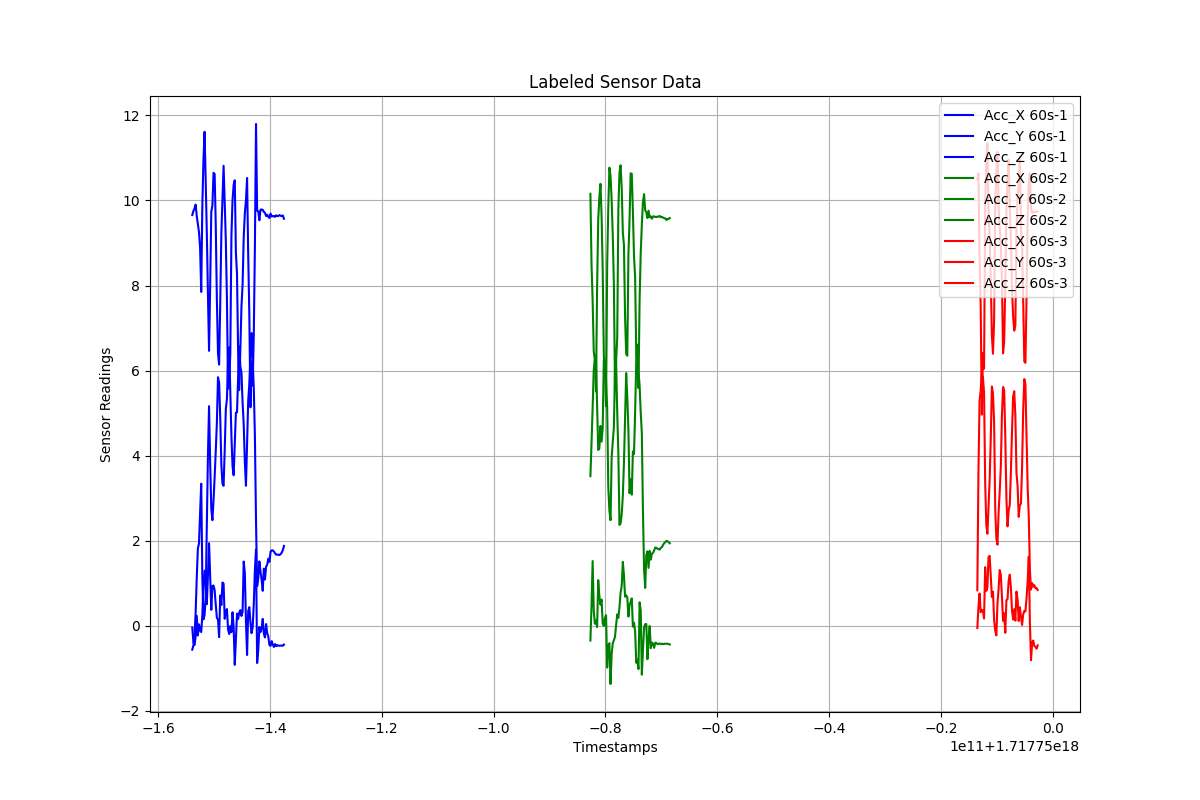 Labeled Sensor Data
12
10
8
6
4
2
0
−2
Sensor Readings
Acc_X 60s-1
Acc_Y 60s-1
Acc_Z 60s-1
Acc_X 60s-2
Acc_Y 60s-2
Acc_Z 60s-2
Acc_X 60s-3
Acc_Y 60s-3
Acc_Z 60s-3
−1.6 −1.4 −1.2 −1.0 −0.8 −0.6 −0.4 −0.2 0.0
1e11+1.71775e18
Timestamps